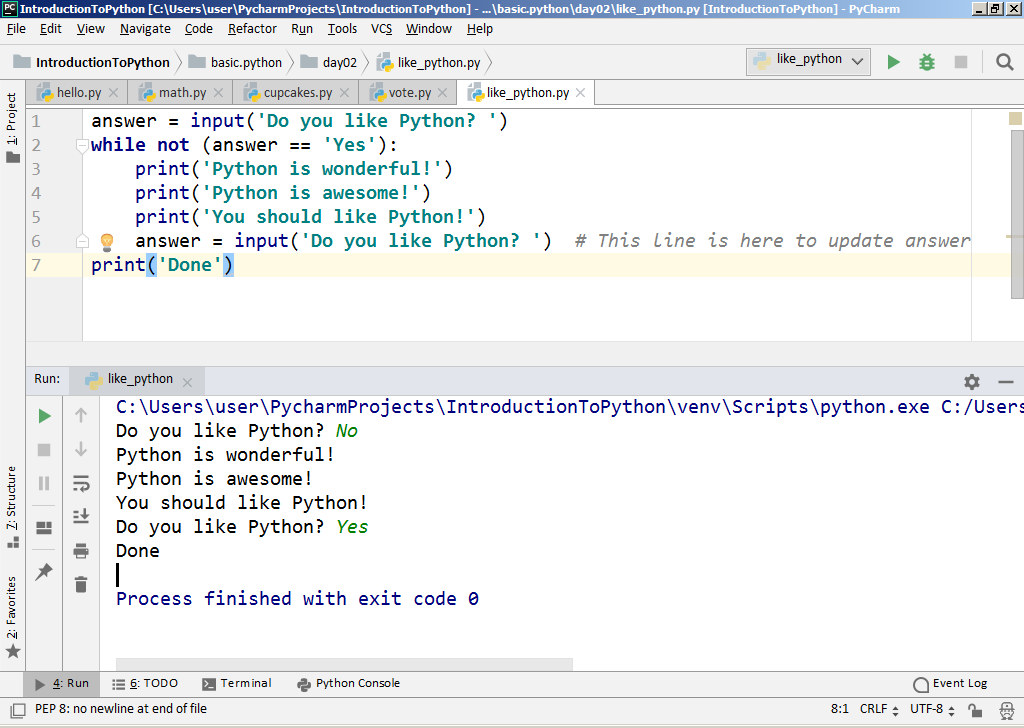 IntroductionToPython [C:\Users\user\PycharmProjects\IntroductionToPython] - ...\basic.python\day02\like_python.py [IntroductionToPython] - PyCharm
File Edit View Navigate Code Refactor Run Tools VCS Window Help
IntroductionToPython basic.python day02 like_python.py like_python
hello.py math.py cupcakes.py vote.py like_python.py
1: Project
1 answer = input('Do you like Python? ')
2 while not (answer == 'Yes'):
3 print('Python is wonderful!')
4 print('Python is awesome!')
5 print('You should like Python!')
6 answer = input('Do you like Python? ') # This line is here to update answer
7 print('Done')
Run: like_python
C:\Users\user\PycharmProjects\IntroductionToPython\venv\Scripts\python.exe C:/Users
Do you like Python? No
Python is wonderful!
Python is awesome!
You should like Python!
Do you like Python? Yes
Done
Process finished with exit code 0
7: Structure
2: Favorites
4: Run 6: TODO Terminal Python Console Event Log
PEP 8: no newline at end of file 8:1 CRLF UTF-8